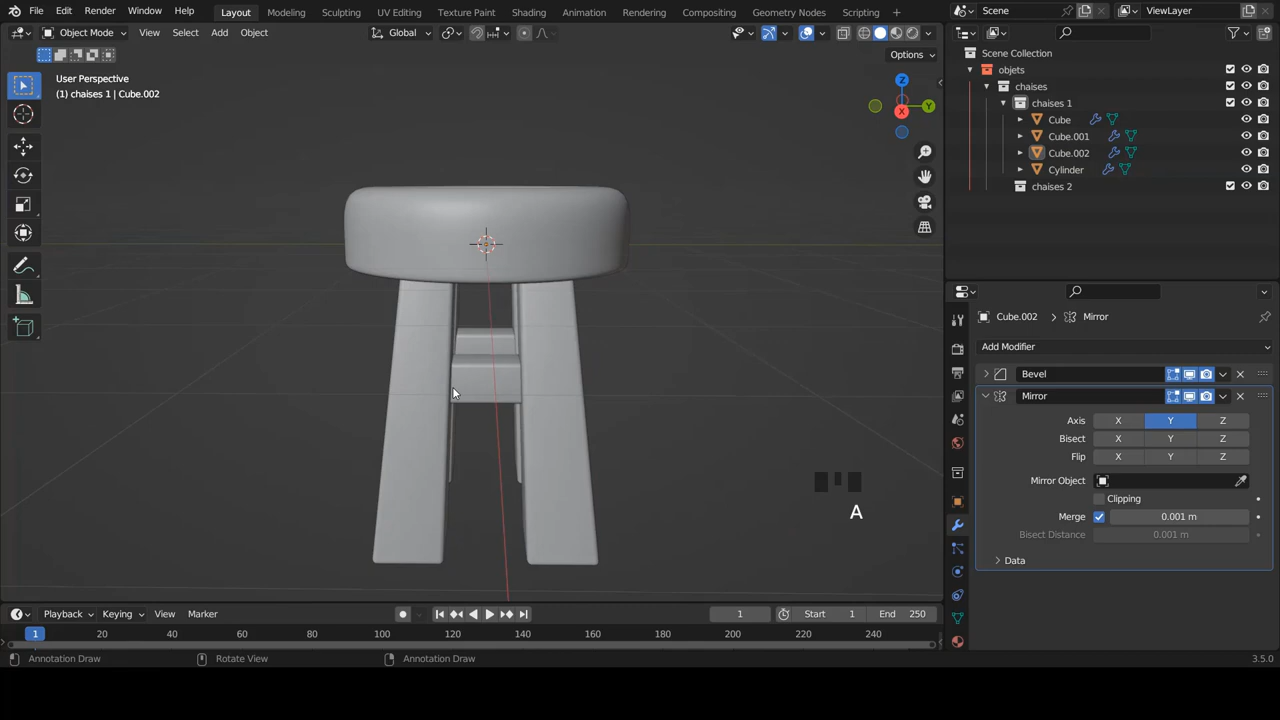 File Edit Render Window Help Layout Modeling Sculpting UV Editing Texture Paint Shading Animation Rendering Compositing Geometry Nodes Scripting + Scene ViewLayer
Object Mode View Select Add Object Global
Options
User Perspective
(1) chaises 1 | Cube.002
Z
Y
X
Scene Collection
objets
chaises
chaises 1
Cube
Cube.001
Cube.002
Cylinder
chaises 2
Cube.002 > Mirror
Add Modifier
Bevel
Mirror
Axis X Y Z
Bisect X Y Z
Flip X Y Z
Mirror Object
Clipping
Merge 0.001 m
Bisect Distance 0.001 m
Data
A
Playback Keying View Marker 1 Start 1 End 250
1 20 40 60 80 100 120 140 160 180 200 220 240
Annotation Draw Rotate View Annotation Draw 3.5.0